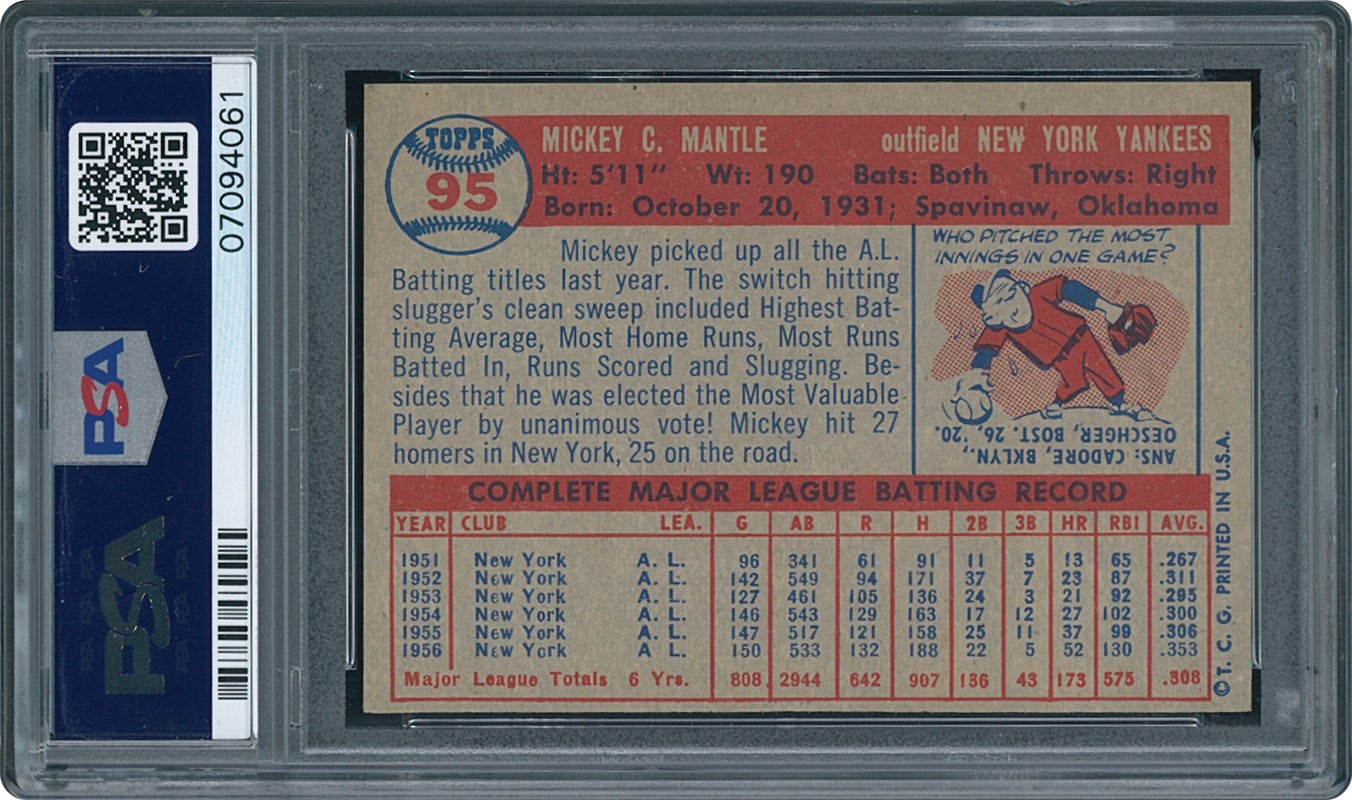 07094061
PSA
PSA
TOPPS
95
MICKEY C. MANTLE outfield NEW YORK YANKEES
Ht: 5'11" Wt: 190 Bats: Both Throws: Right
Born: October 20, 1931; Spavinaw, Oklahoma
Mickey picked up all the A.L.
Batting titles last year. The switch hitting
slugger's clean sweep included Highest Bat-
ting Average, Most Home Runs, Most Runs
Batted In, Runs Scored and Slugging. Be-
sides that he was elected the Most Valuable
Player by unanimous vote! Mickey hit 27
homers in New York, 25 on the road.
WHO PITCHED THE MOST
INNINGS IN ONE GAME?
ANS: CADORE, BKLYN.,
OESCHGER, BOST. 26, '20.
COMPLETE MAJOR LEAGUE BATTING RECORD
YEAR CLUB LEA. G AB R H 2B 3B HR RBI AVG.
1951 New York A. L. 96 341 61 91 11 5 13 65 .267
1952 New York A. L. 142 549 94 171 37 7 23 87 .311
1953 New York A. L. 127 461 105 136 24 3 21 92 .295
1954 New York A. L. 146 543 129 163 17 12 27 102 .300
1955 New York A. L. 147 517 121 158 25 11 37 99 .306
1956 New York A. L. 150 533 132 188 22 5 52 130 .353
Major League Totals 6 Yrs. 808 2944 642 907 136 43 173 575 .308
©T. C. G. PRINTED IN U.S.A.